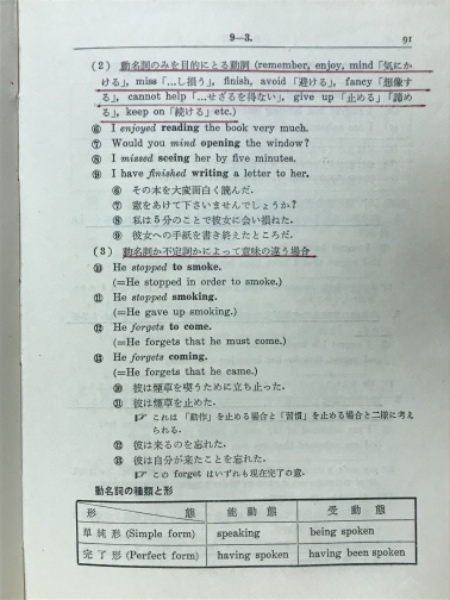 9—3.
91
(2) 動名詞のみを目的にとる動詞 (remember, enjoy, mind「気にか
ける」, miss「…し損う」, finish, avoid「避ける」, fancy「想像す
る」, cannot help「…せざるを得ない」, give up「止める」「諦め
る」, keep on「続ける」etc.)
⑥ I enjoyed reading the book very much.
⑦ Would you mind opening the window?
⑧ I missed seeing her by five minutes.
⑨ I have finished writing a letter to her.
⑥ その本を大変面白く読んだ.
⑦ 窓をあけて下さいませんでしょうか?
⑧ 私は5分のことで彼女に会い損ねた.
⑨ 彼女への手紙を書き終えたところだ.
(3) 動名詞か不定詞かによって意味の違う場合
⑩ He stopped to smoke.
(=He stopped in order to smoke.)
⑪ He stopped smoking.
(=He gave up smoking.)
⑫ He forgets to come.
(=He forgets that he must come.)
⑬ He forgets coming.
(=He forgets that he came.)
⑩ 彼は煙草を喫うために立ち止った.
⑪ 彼は煙草を止めた.
☞ これは「動作」を止める場合と「習慣」を止める場合と二様に考え
られる.
⑫ 彼は来るのを忘れた.
⑬ 彼は自分が来たことを忘れた.
☞ この forget はいずれも現在完了の意.
動名詞の種類と形
形 態 能動態 受動態
単純形 (Simple form) speaking being spoken
完了形 (Perfect form) having spoken having been spoken